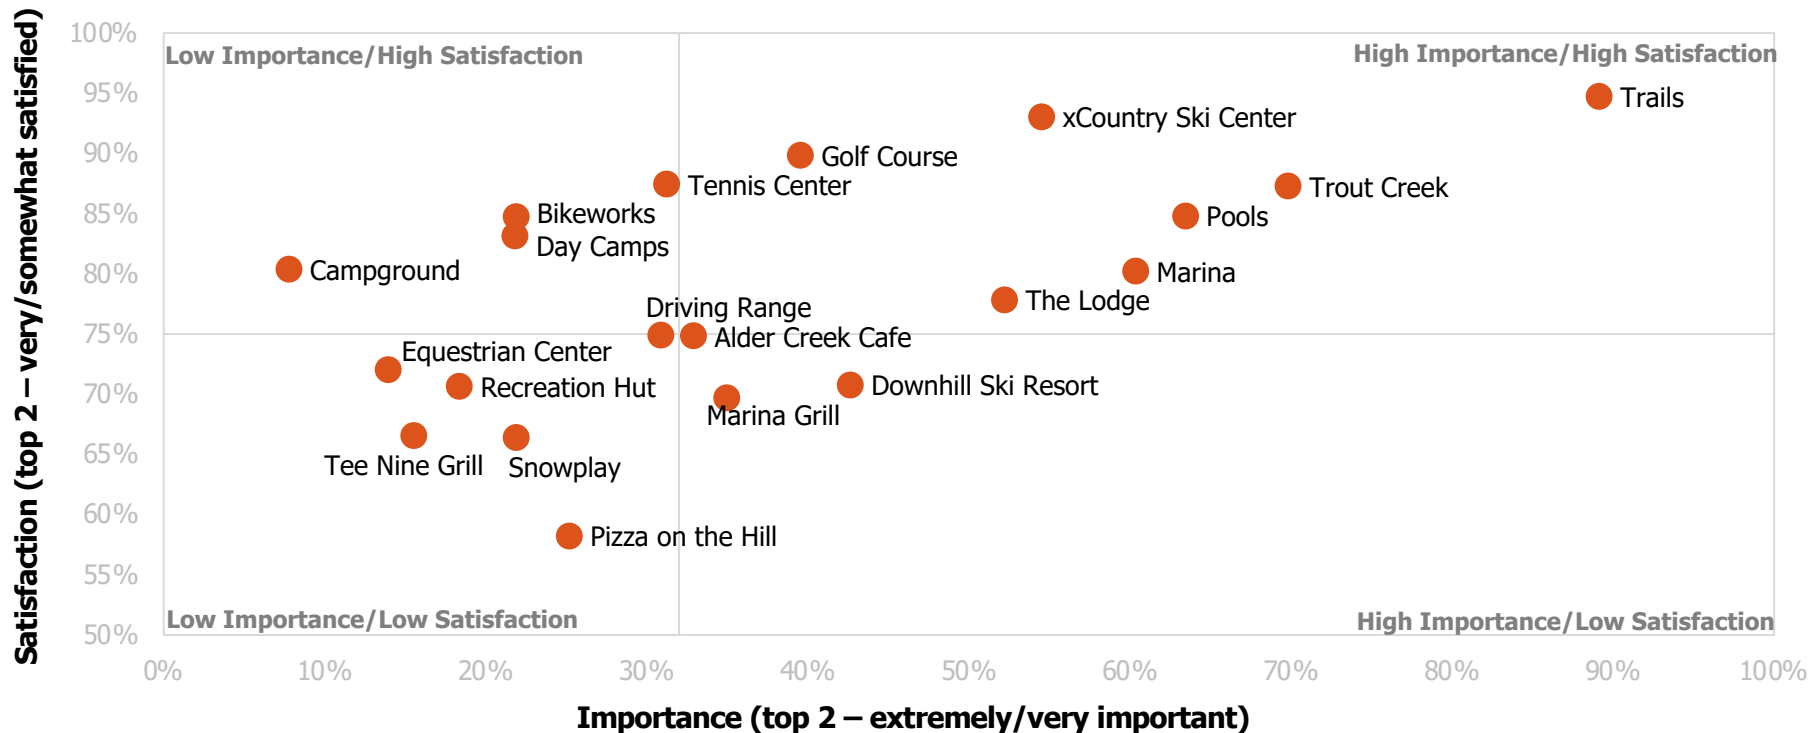 Satisfaction (top 2 – very/somewhat satisfied)
100%
95%
90%
85%
80%
75%
70%
65%
60%
55%
50%
Low Importance/High Satisfaction
High Importance/High Satisfaction
Trails
xCountry Ski Center
Golf Course
Tennis Center
Trout Creek
Bikeworks
Pools
Day Camps
Campground
Marina
The Lodge
Driving Range
Alder Creek Cafe
Equestrian Center
Recreation Hut
Downhill Ski Resort
Marina Grill
Tee Nine Grill
Snowplay
Pizza on the Hill
Low Importance/Low Satisfaction
High Importance/Low Satisfaction
0%
10%
20%
30%
40%
50%
60%
70%
80%
90%
100%
Importance (top 2 – extremely/very important)